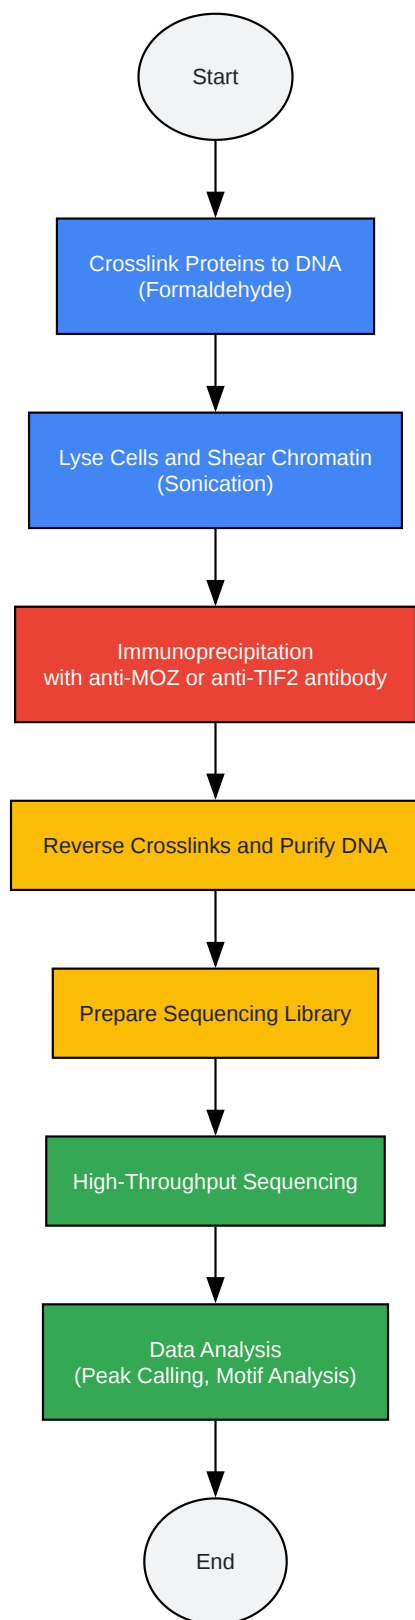 Start
Crosslink Proteins to DNA
(Formaldehyde)
Lyse Cells and Shear Chromatin
(Sonication)
Immunoprecipitation
with anti-MOZ or anti-TIF2 antibody
Reverse Crosslinks and Purify DNA
Prepare Sequencing Library
High-Throughput Sequencing
Data Analysis
(Peak Calling, Motif Analysis)
End